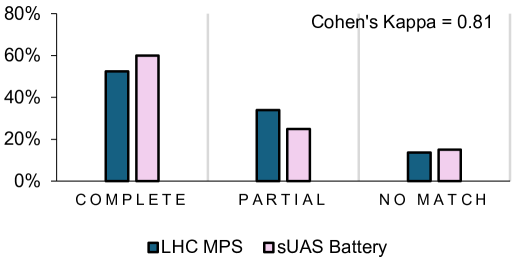 80%
Cohen's Kappa = 0.81
60%
40%
20%
0%
COMPLETE PARTIAL NO MATCH
LHC MPS sUAS Battery